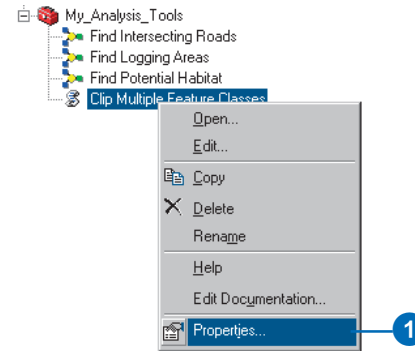 My_Analysis_Tools
Find Intersecting Roads
Find Logging Areas
Find Potential Habitat
Clip Multiple Feature Classes
Open...
Edit...
Copy
Delete
Rename
Help
Edit Documentation...
Properties...
1